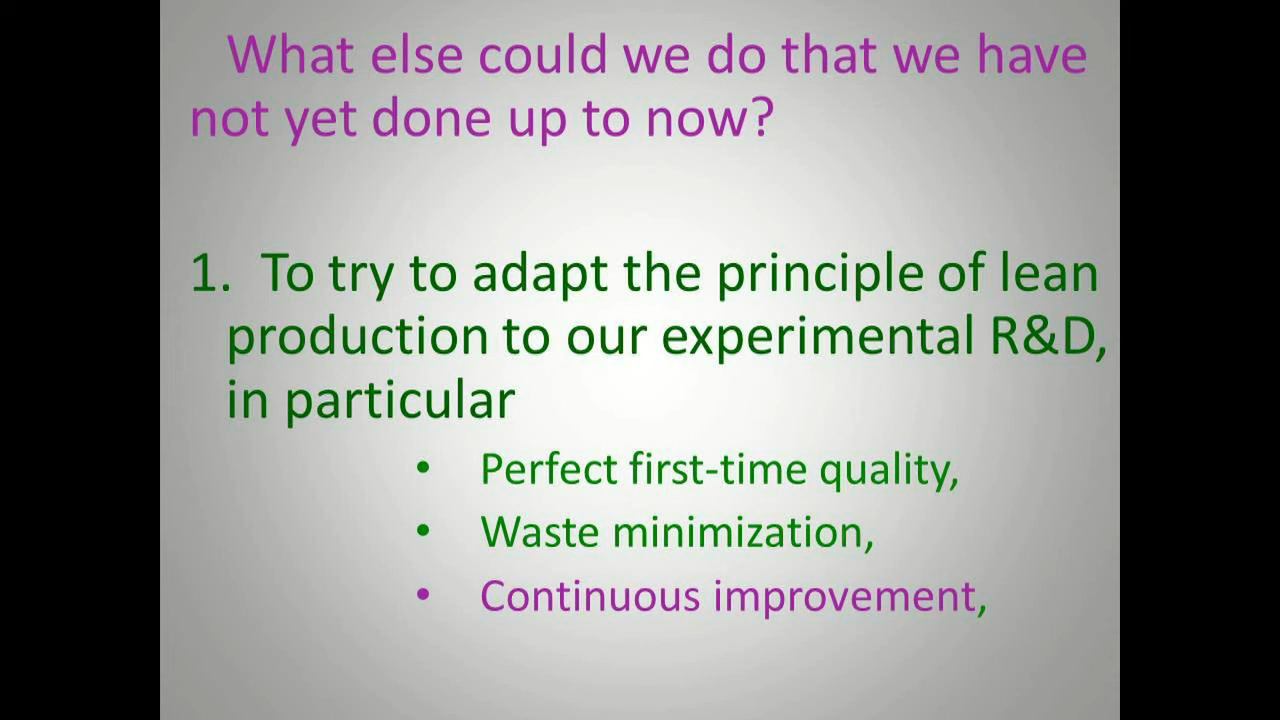 What else could we do that we have
not yet done up to now?
1. To try to adapt the principle of lean
production to our experimental R&D,
in particular
• Perfect first-time quality,
• Waste minimization,
• Continuous improvement,